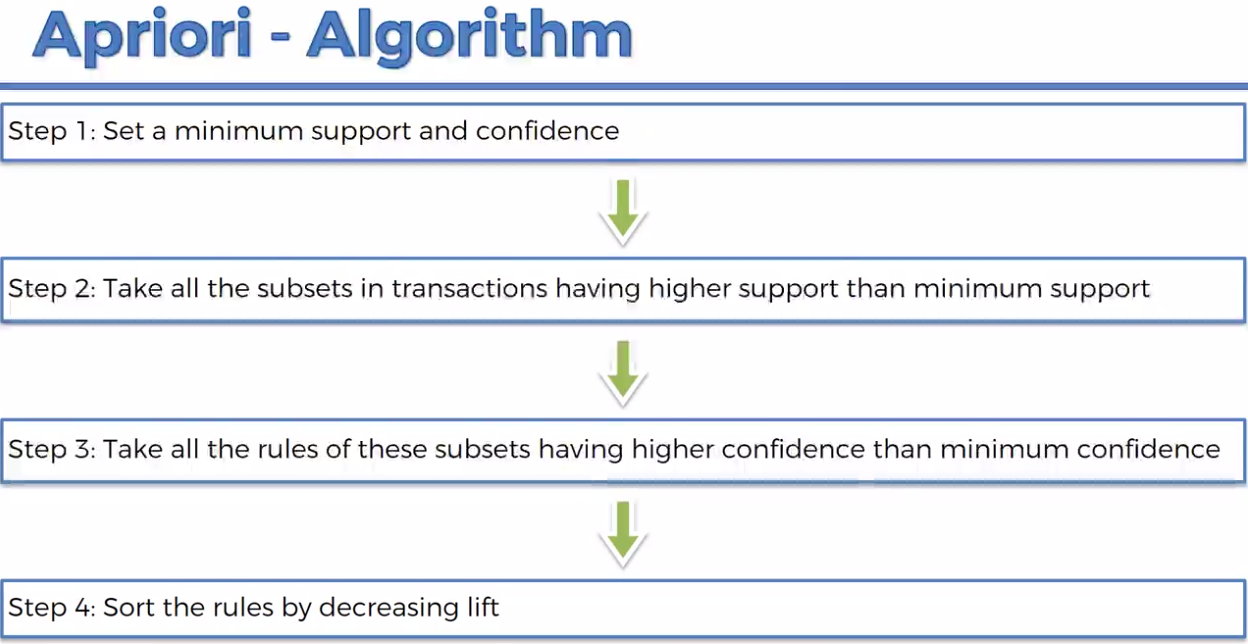 Apriori - Algorithm
Step 1: Set a minimum support and confidence
Step 2: Take all the subsets in transactions having higher support than minimum support
Step 3: Take all the rules of these subsets having higher confidence than minimum confidence
Step 4: Sort the rules by decreasing lift